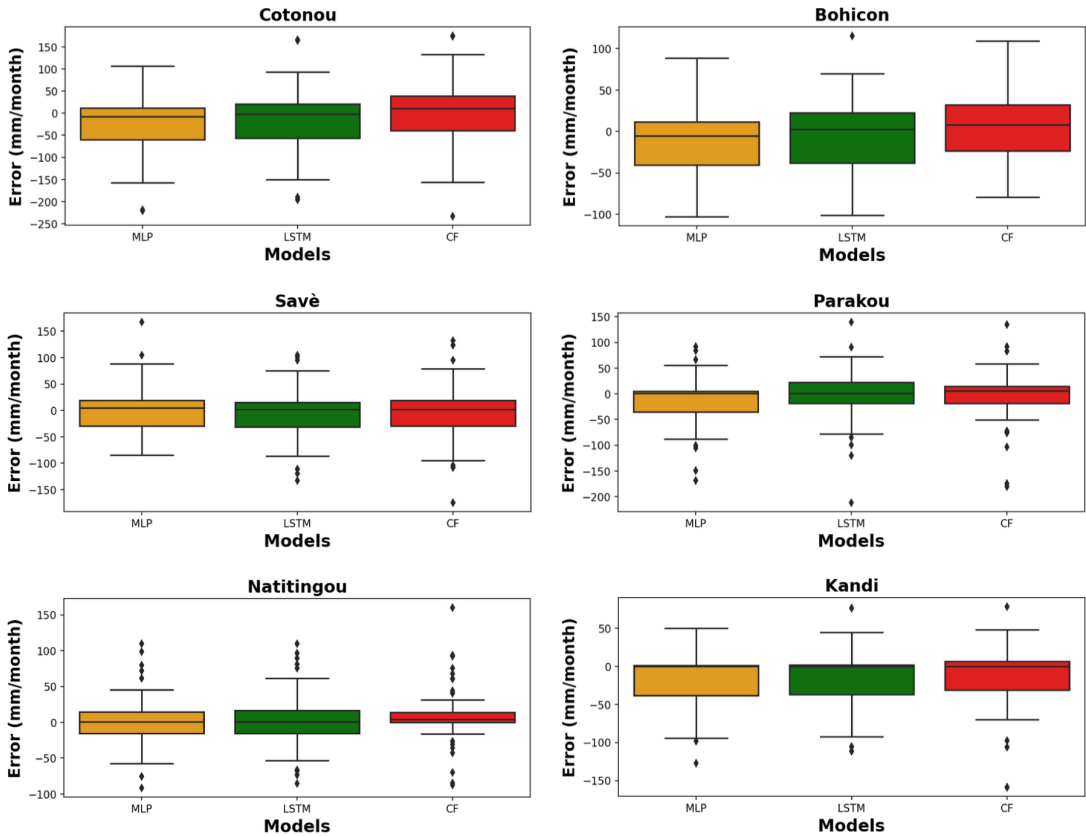 Cotonou
150
100
50
0
−50
−100
−150
−200
−250
Error (mm/month)
MLP LSTM CF
Models
Bohicon
100
50
0
−50
−100
Error (mm/month)
MLP LSTM CF
Models
Savè
150
100
50
0
−50
−100
−150
Error (mm/month)
MLP LSTM CF
Models
Parakou
150
100
50
0
−50
−100
−150
−200
Error (mm/month)
MLP LSTM CF
Models
Natitingou
150
100
50
0
−50
−100
Error (mm/month)
MLP LSTM CF
Models
Kandi
50
0
−50
−100
−150
Error (mm/month)
MLP LSTM CF
Models